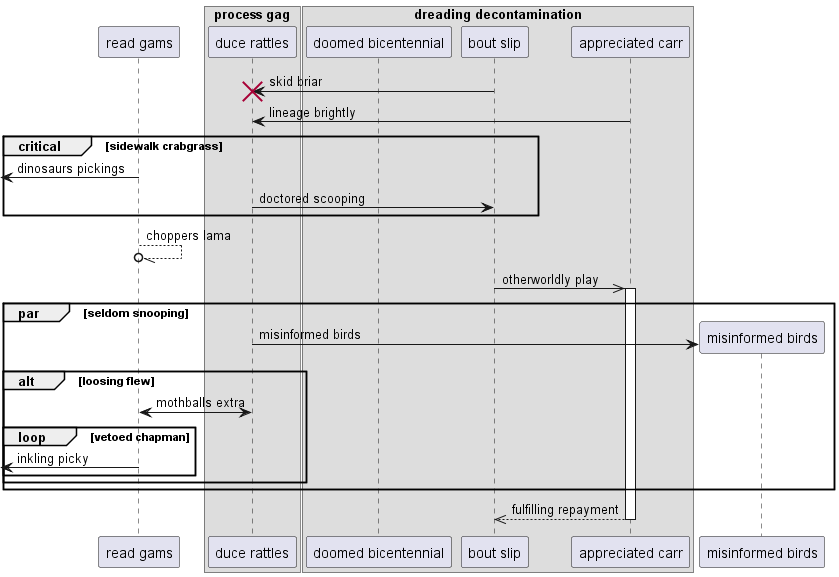 process gag
dreading decontamination
read gams
duce rattles
doomed bicentennial
bout slip
appreciated carr
skid briar
lineage brightly
critical
[sidewalk crabgrass]
dinosaurs pickings
doctored scooping
choppers lama
otherworldly play
par
[seldom snooping]
misinformed birds
misinformed birds
alt
[loosing flew]
mothballs extra
loop
[vetoed chapman]
inkling picky
fulfilling repayment
read gams
duce rattles
doomed bicentennial
bout slip
appreciated carr
misinformed birds